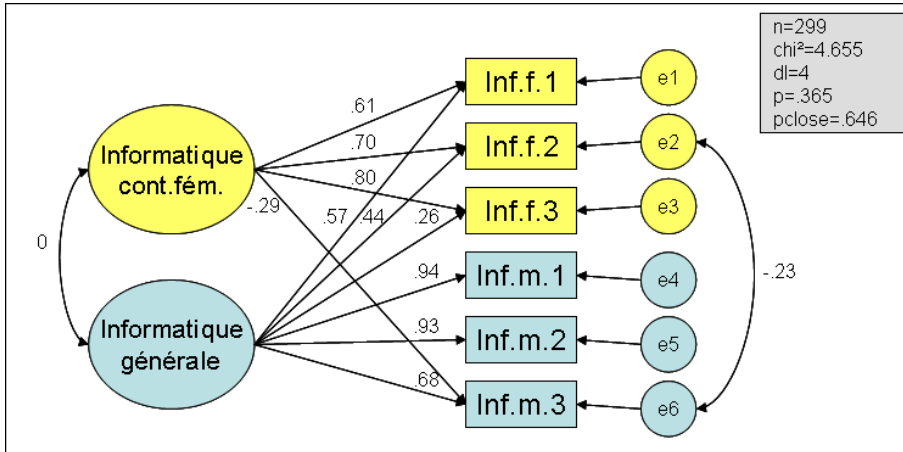 n=299
chi²=4.655
dl=4
p=.365
pclose=.646
Informatique
cont.fém.
Informatique
générale
0
.61
.70
.80
-.29
.57
.44
.26
.94
.93
.68
Inf.f.1
Inf.f.2
Inf.f.3
Inf.m.1
Inf.m.2
Inf.m.3
e1
e2
e3
e4
e5
e6
-.23